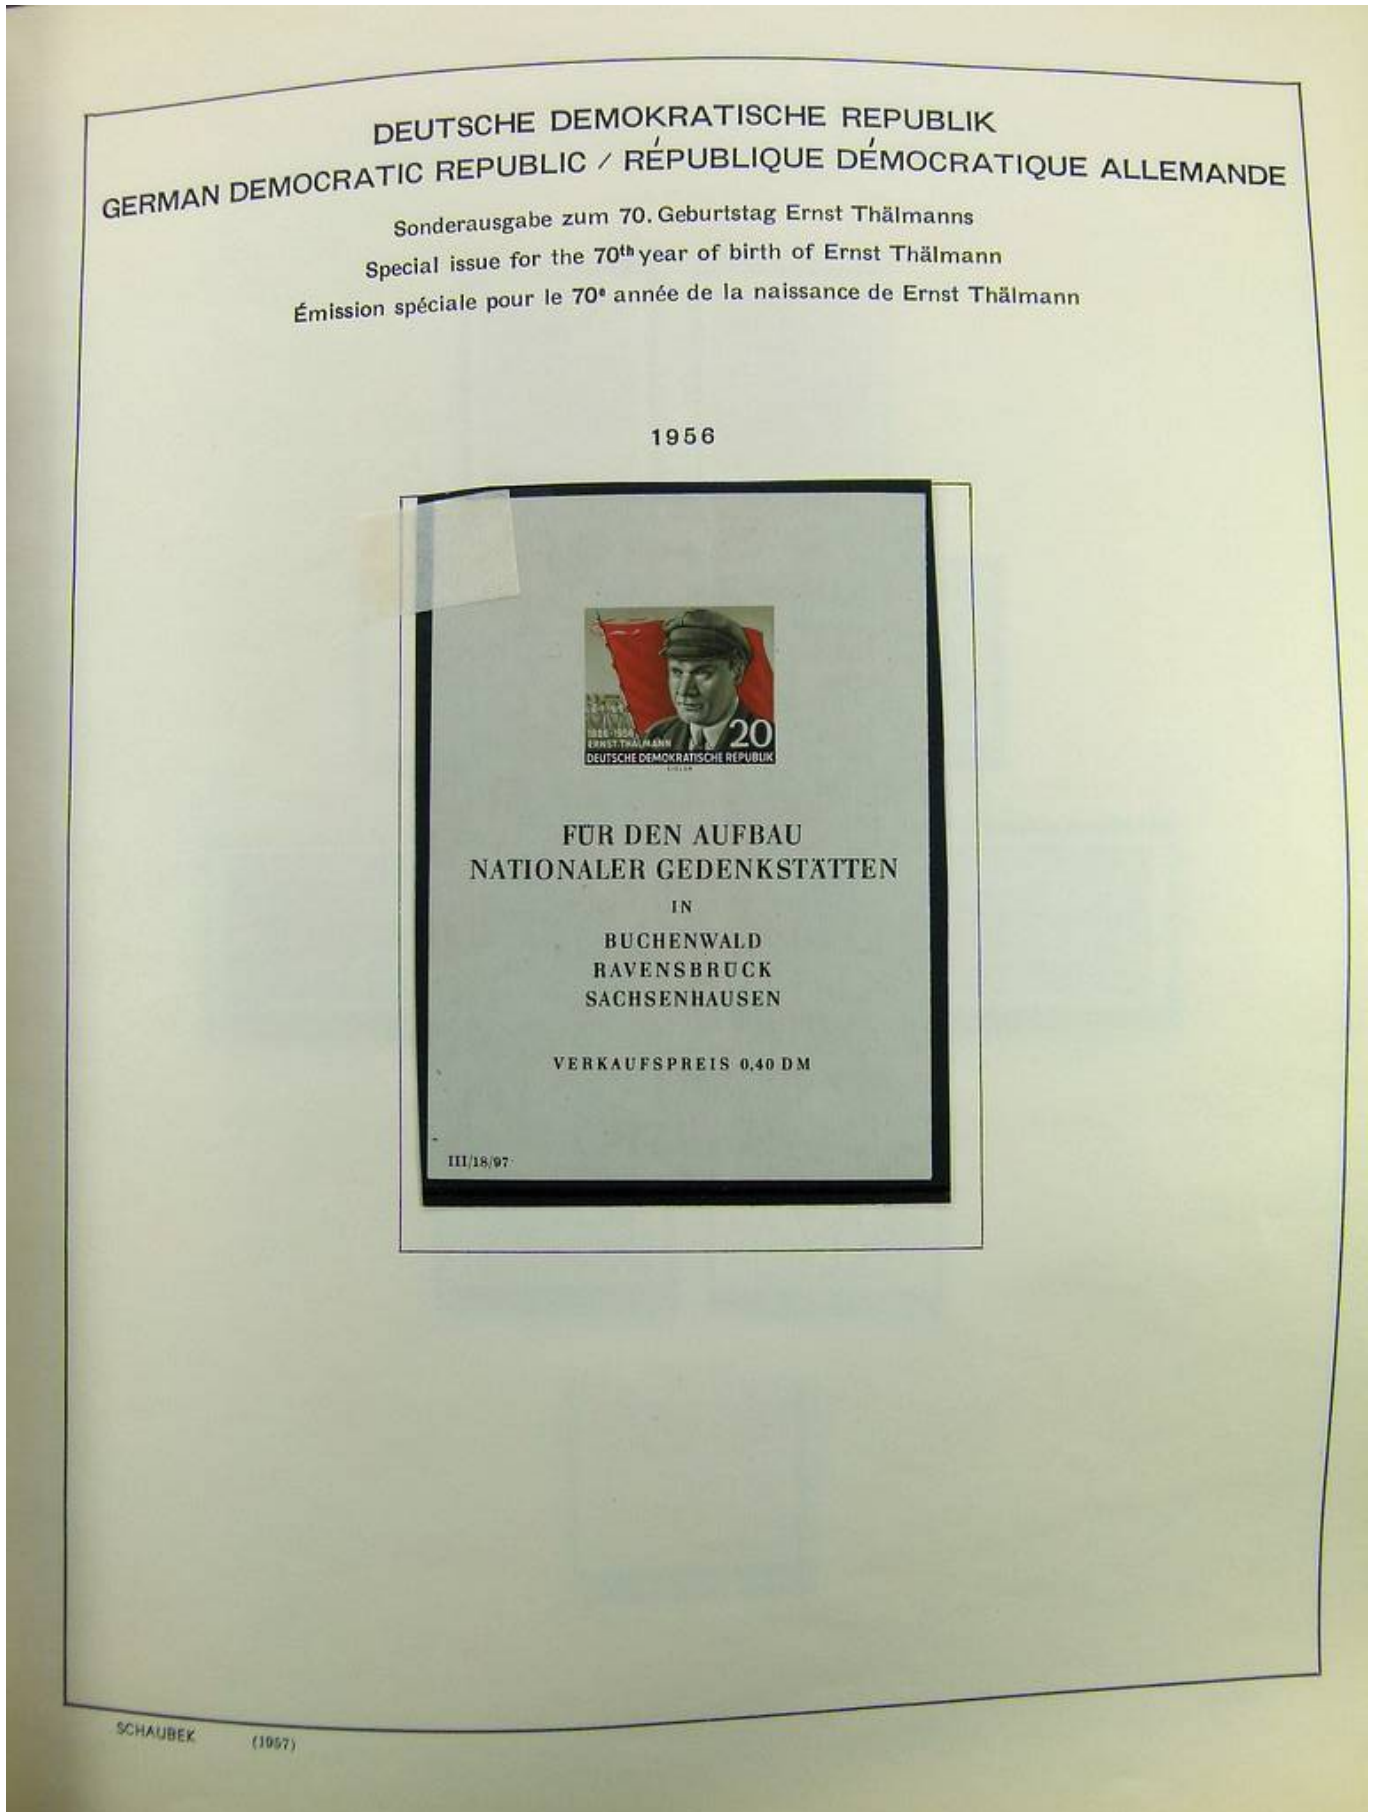 DEUTSCHE DEMOKRATISCHE REPUBLIK
GERMAN DEMOCRATIC REPUBLIC / RÉPUBLIQUE DÉMOCRATIQUE ALLEMANDE
Sonderausgabe zum 70. Geburtstag Ernst Thälmanns
Special issue for the 70th year of birth of Ernst Thälmann
Émission spéciale pour le 70e année de la naissance de Ernst Thälmann
1956
1886-1956
ERNST THÄLMANN
20
DEUTSCHE DEMOKRATISCHE REPUBLIK
FÜR DEN AUFBAU
NATIONALER GEDENKSTÄTTEN
IN
BUCHENWALD
RAVENSBRÜCK
SACHSENHAUSEN
VERKAUFSPREIS 0,40 DM
III/18/97
SCHAUBEK (1957)